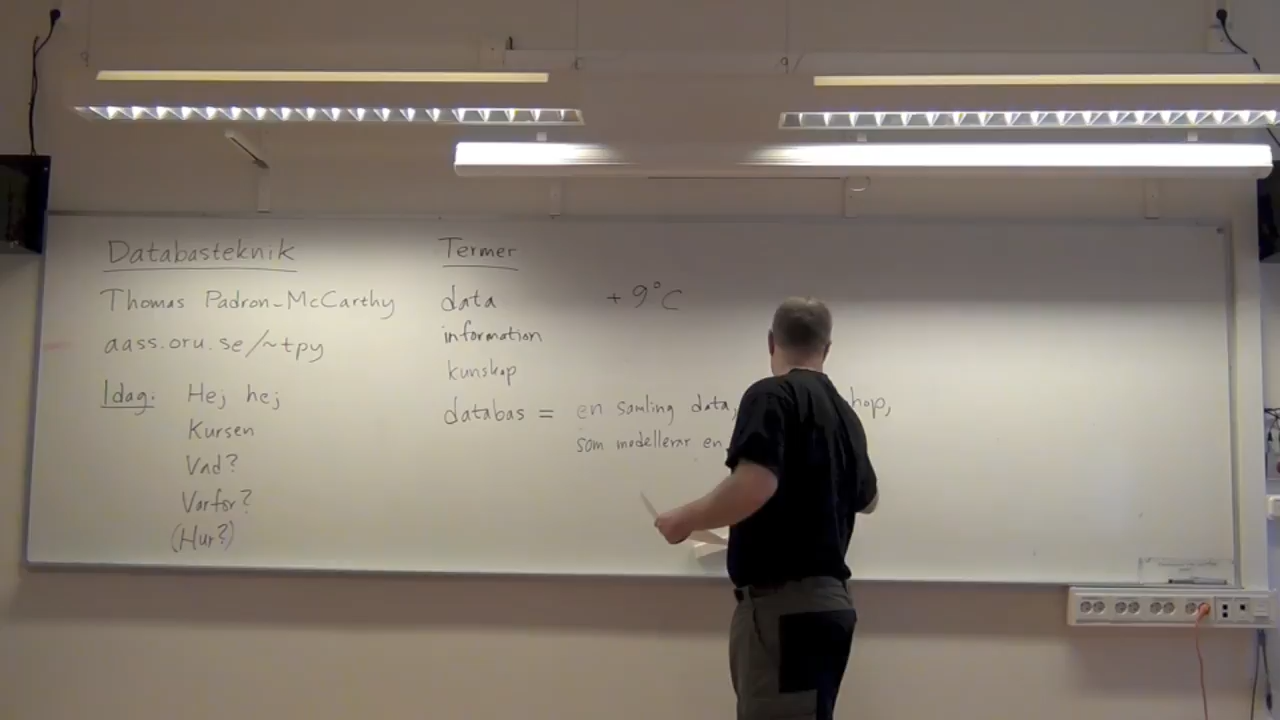 Databasteknik
Thomas Padron-McCarthy
aass.oru.se/~tpy
Idag: Hej hej
Kursen
Vad?
Varför?
(Hur?)
Termer
data +9°C
information
kunskap
databas = en samling data, hop,
som modellerar en